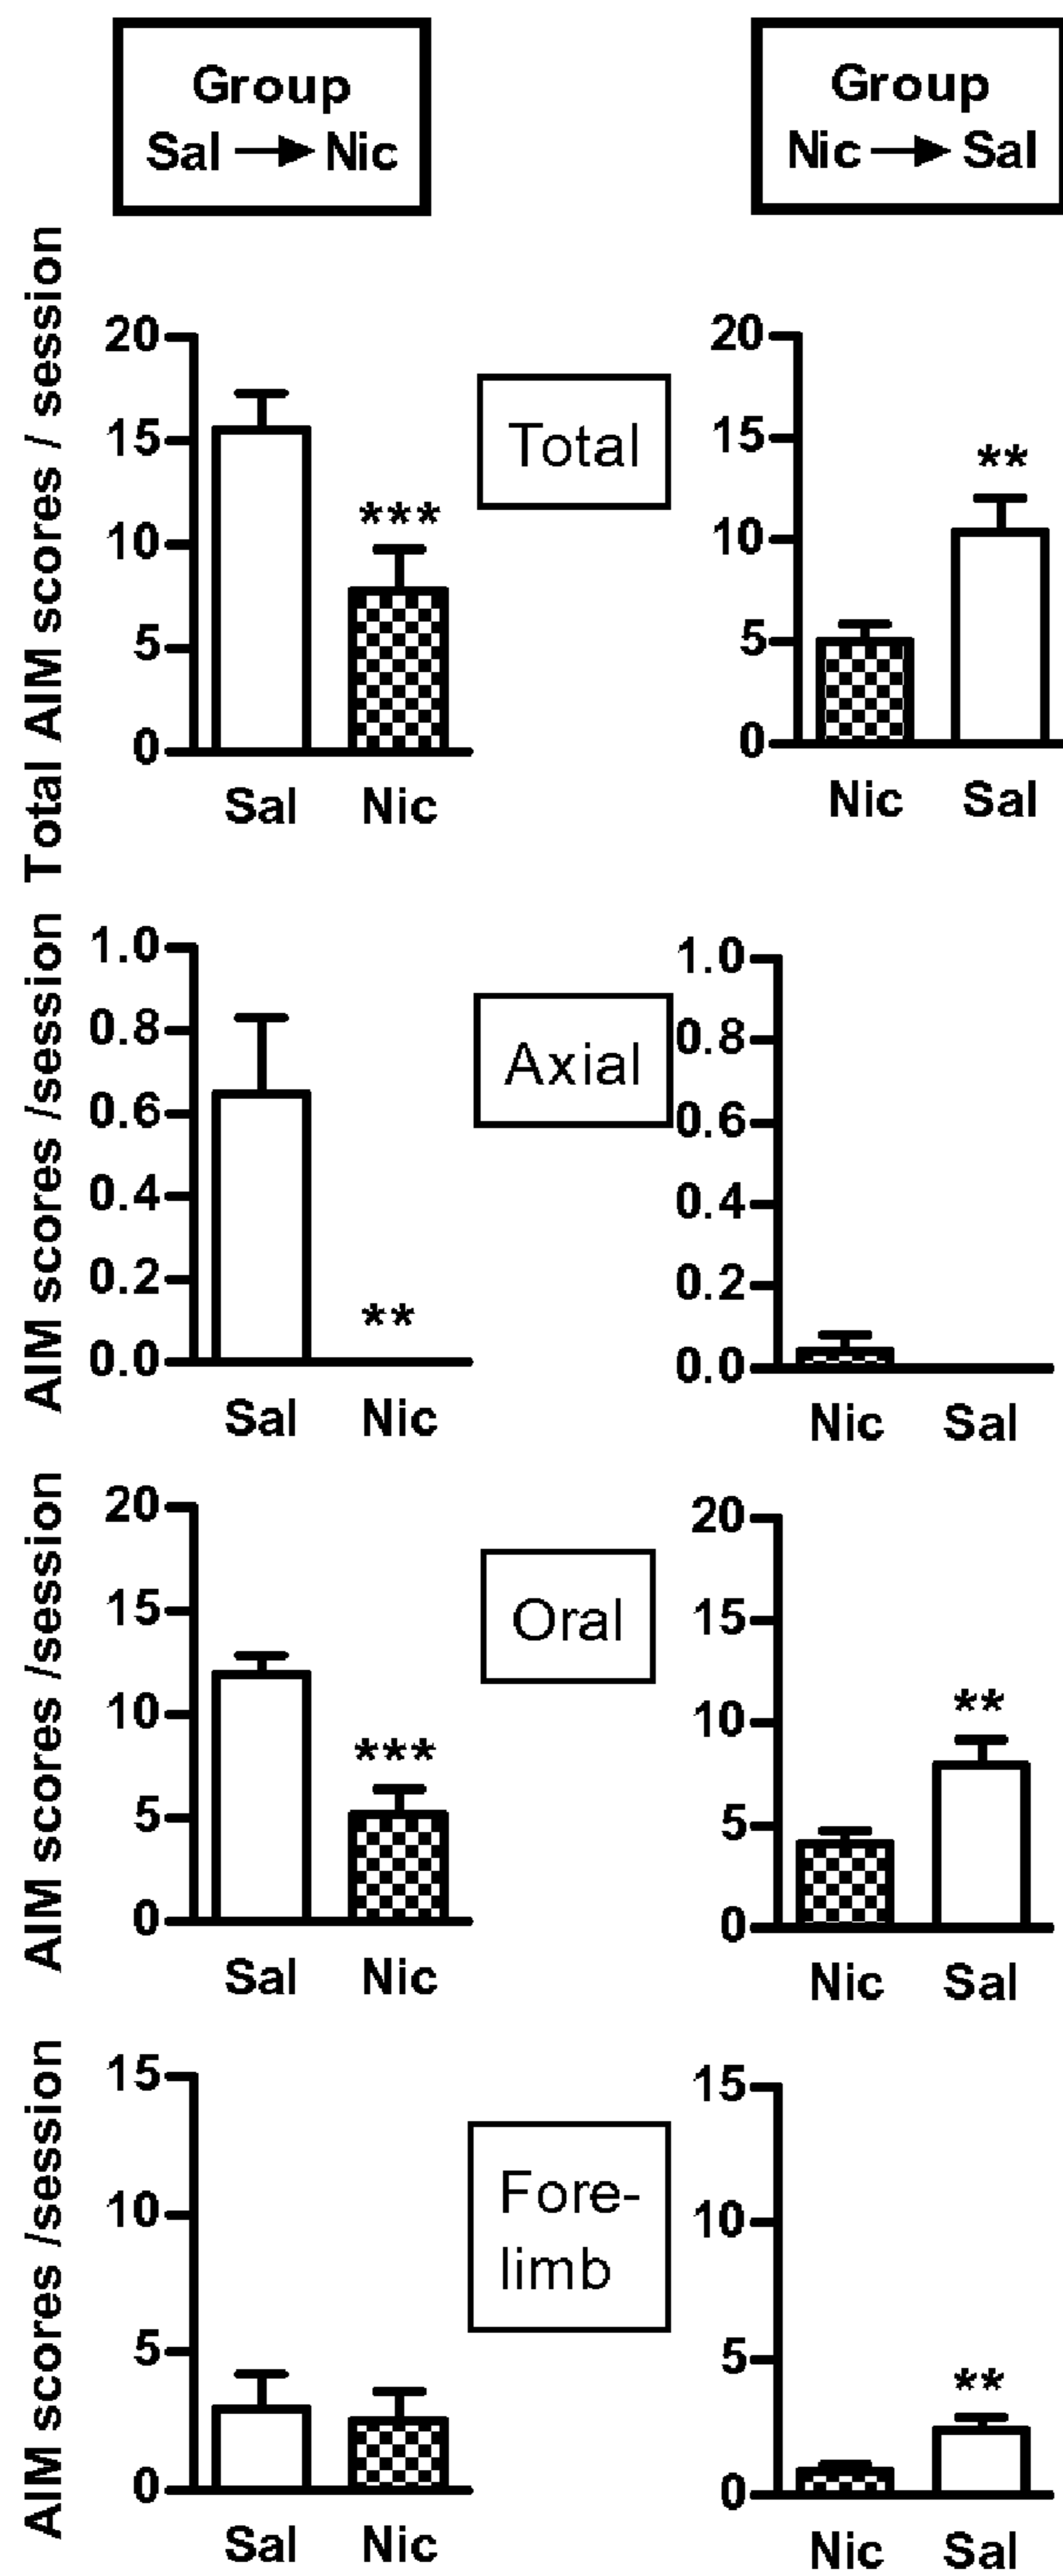 Group
Sal → Nic
Group
Nic → Sal
Total AIM scores / session
20
15
10
5
0
***
Sal Nic
Total
20
15
10
5
0
**
Nic Sal
AIM scores /session
1.0
0.8
0.6
0.4
0.2
0.0
**
Sal Nic
Axial
1.0
0.8
0.6
0.4
0.2
0.0
Nic Sal
AIM scores /session
20
15
10
5
0
***
Sal Nic
Oral
20
15
10
5
0
**
Nic Sal
AIM scores /session
15
10
5
0
Sal Nic
Fore-
limb
15
10
5
0
**
Nic Sal